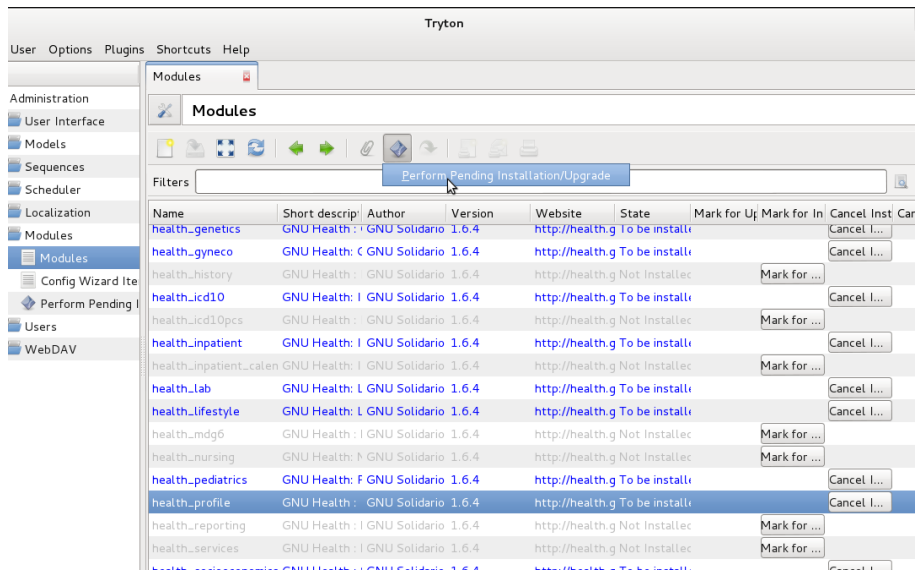 Tryton
User Options Plugins Shortcuts Help
Modules
Administration
User Interface
Models
Sequences
Scheduler
Localization
Modules
Modules
Config Wizard Ite
Perform Pending I
Users
WebDAV
Modules
Perform Pending Installation/Upgrade
Filters
Name Short descrip Author Version Website State Mark for Up Mark for In Cancel Inst Car
health_genetics GNU Health : GNU Solidario 1.6.4 http://health.g To be installe Cancel I...
health_gyneco GNU Health: G GNU Solidario 1.6.4 http://health.g To be installe Cancel I...
health_history GNU Health : GNU Solidario 1.6.4 http://health.g Not Installed Mark for ...
health_icd10 GNU Health: I GNU Solidario 1.6.4 http://health.g To be installe Cancel I...
health_icd10pcs GNU Health : GNU Solidario 1.6.4 http://health.g Not Installed Mark for ...
health_inpatient GNU Health: I GNU Solidario 1.6.4 http://health.g To be installe Cancel I...
health_inpatient_calen GNU Health: I GNU Solidario 1.6.4 http://health.g Not Installed Mark for ...
health_lab GNU Health: L GNU Solidario 1.6.4 http://health.g To be installe Cancel I...
health_lifestyle GNU Health: L GNU Solidario 1.6.4 http://health.g To be installe Cancel I...
health_mdg6 GNU Health : I GNU Solidario 1.6.4 http://health.g Not Installed Mark for ...
health_nursing GNU Health: N GNU Solidario 1.6.4 http://health.g Not Installed Mark for ...
health_pediatrics GNU Health: F GNU Solidario 1.6.4 http://health.g To be installe Cancel I...
health_profile GNU Health : GNU Solidario 1.6.4 http://health.g To be installe Cancel I...
health_reporting GNU Health : I GNU Solidario 1.6.4 http://health.g Not Installed Mark for ...
health_services GNU Health : I GNU Solidario 1.6.4 http://health.g Not Installed Mark for ...